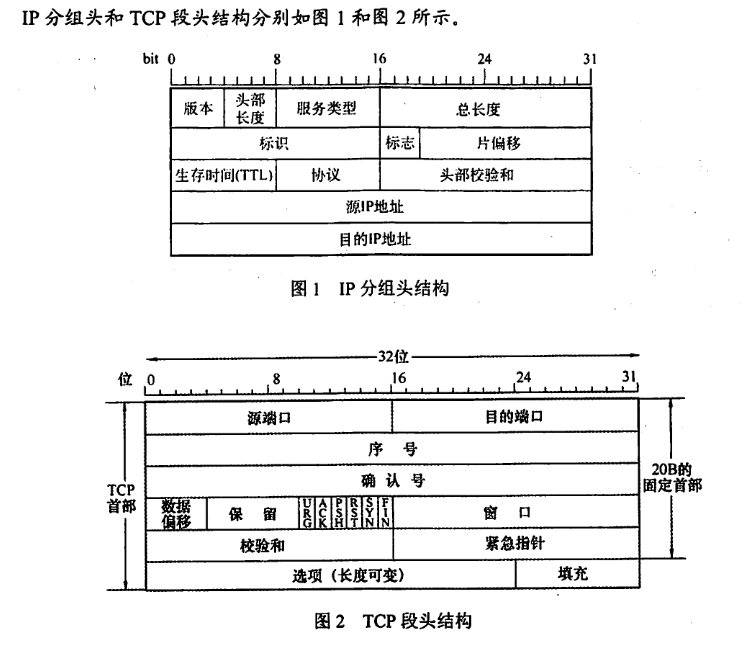 IP 分组头和 TCP 段头结构分别如图 1 和图 2 所示。
bit 0 8 16 24 31
版本 头部长度 服务类型 总长度
标识 标志 片偏移
生存时间(TTL) 协议 头部校验和
源IP地址
目的IP地址
图 1 IP 分组头结构
32位
位 0 8 16 24 31
源端口 目的端口
序 号
确 认 号
TCP首部
20B的固定首部
数据偏移 保 留 URG ACK PSH RST SYN FIN 窗 口
校验和 紧急指针
选项（长度可变） 填充
图 2 TCP 段头结构